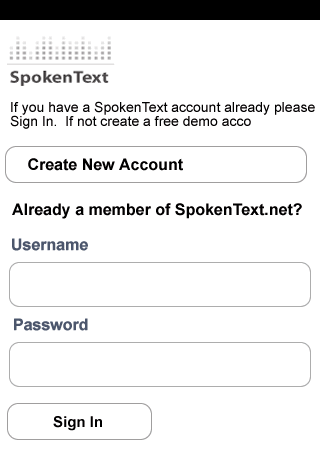 SpokenText
If you have a SpokenText account already please
Sign In. If not create a free demo acco
Create New Account
Already a member of SpokenText.net?
Username
Password
Sign In